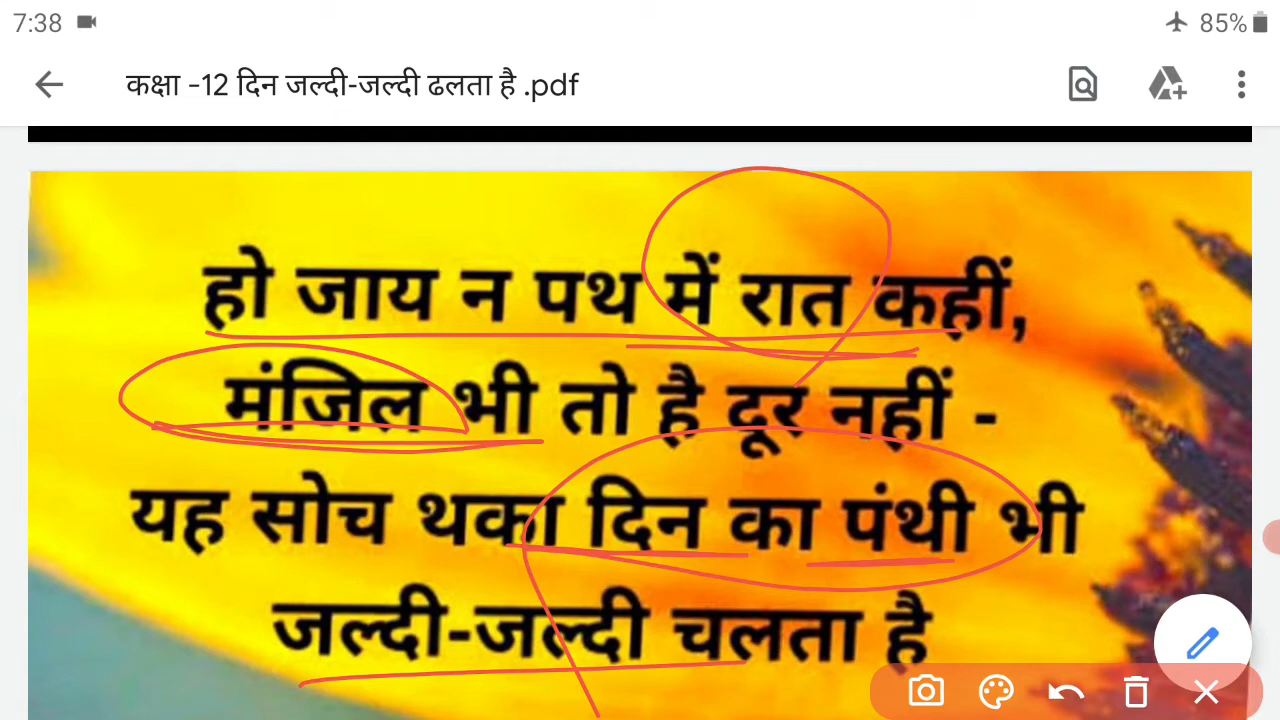 7:38 85%
कक्षा -12 दिन जल्दी-जल्दी ढलता है .pdf
हो जाय न पथ में रात कहीं,
मंजिल भी तो है दूर नहीं -
यह सोच थका दिन का पंथी भी
जल्दी-जल्दी चलता है